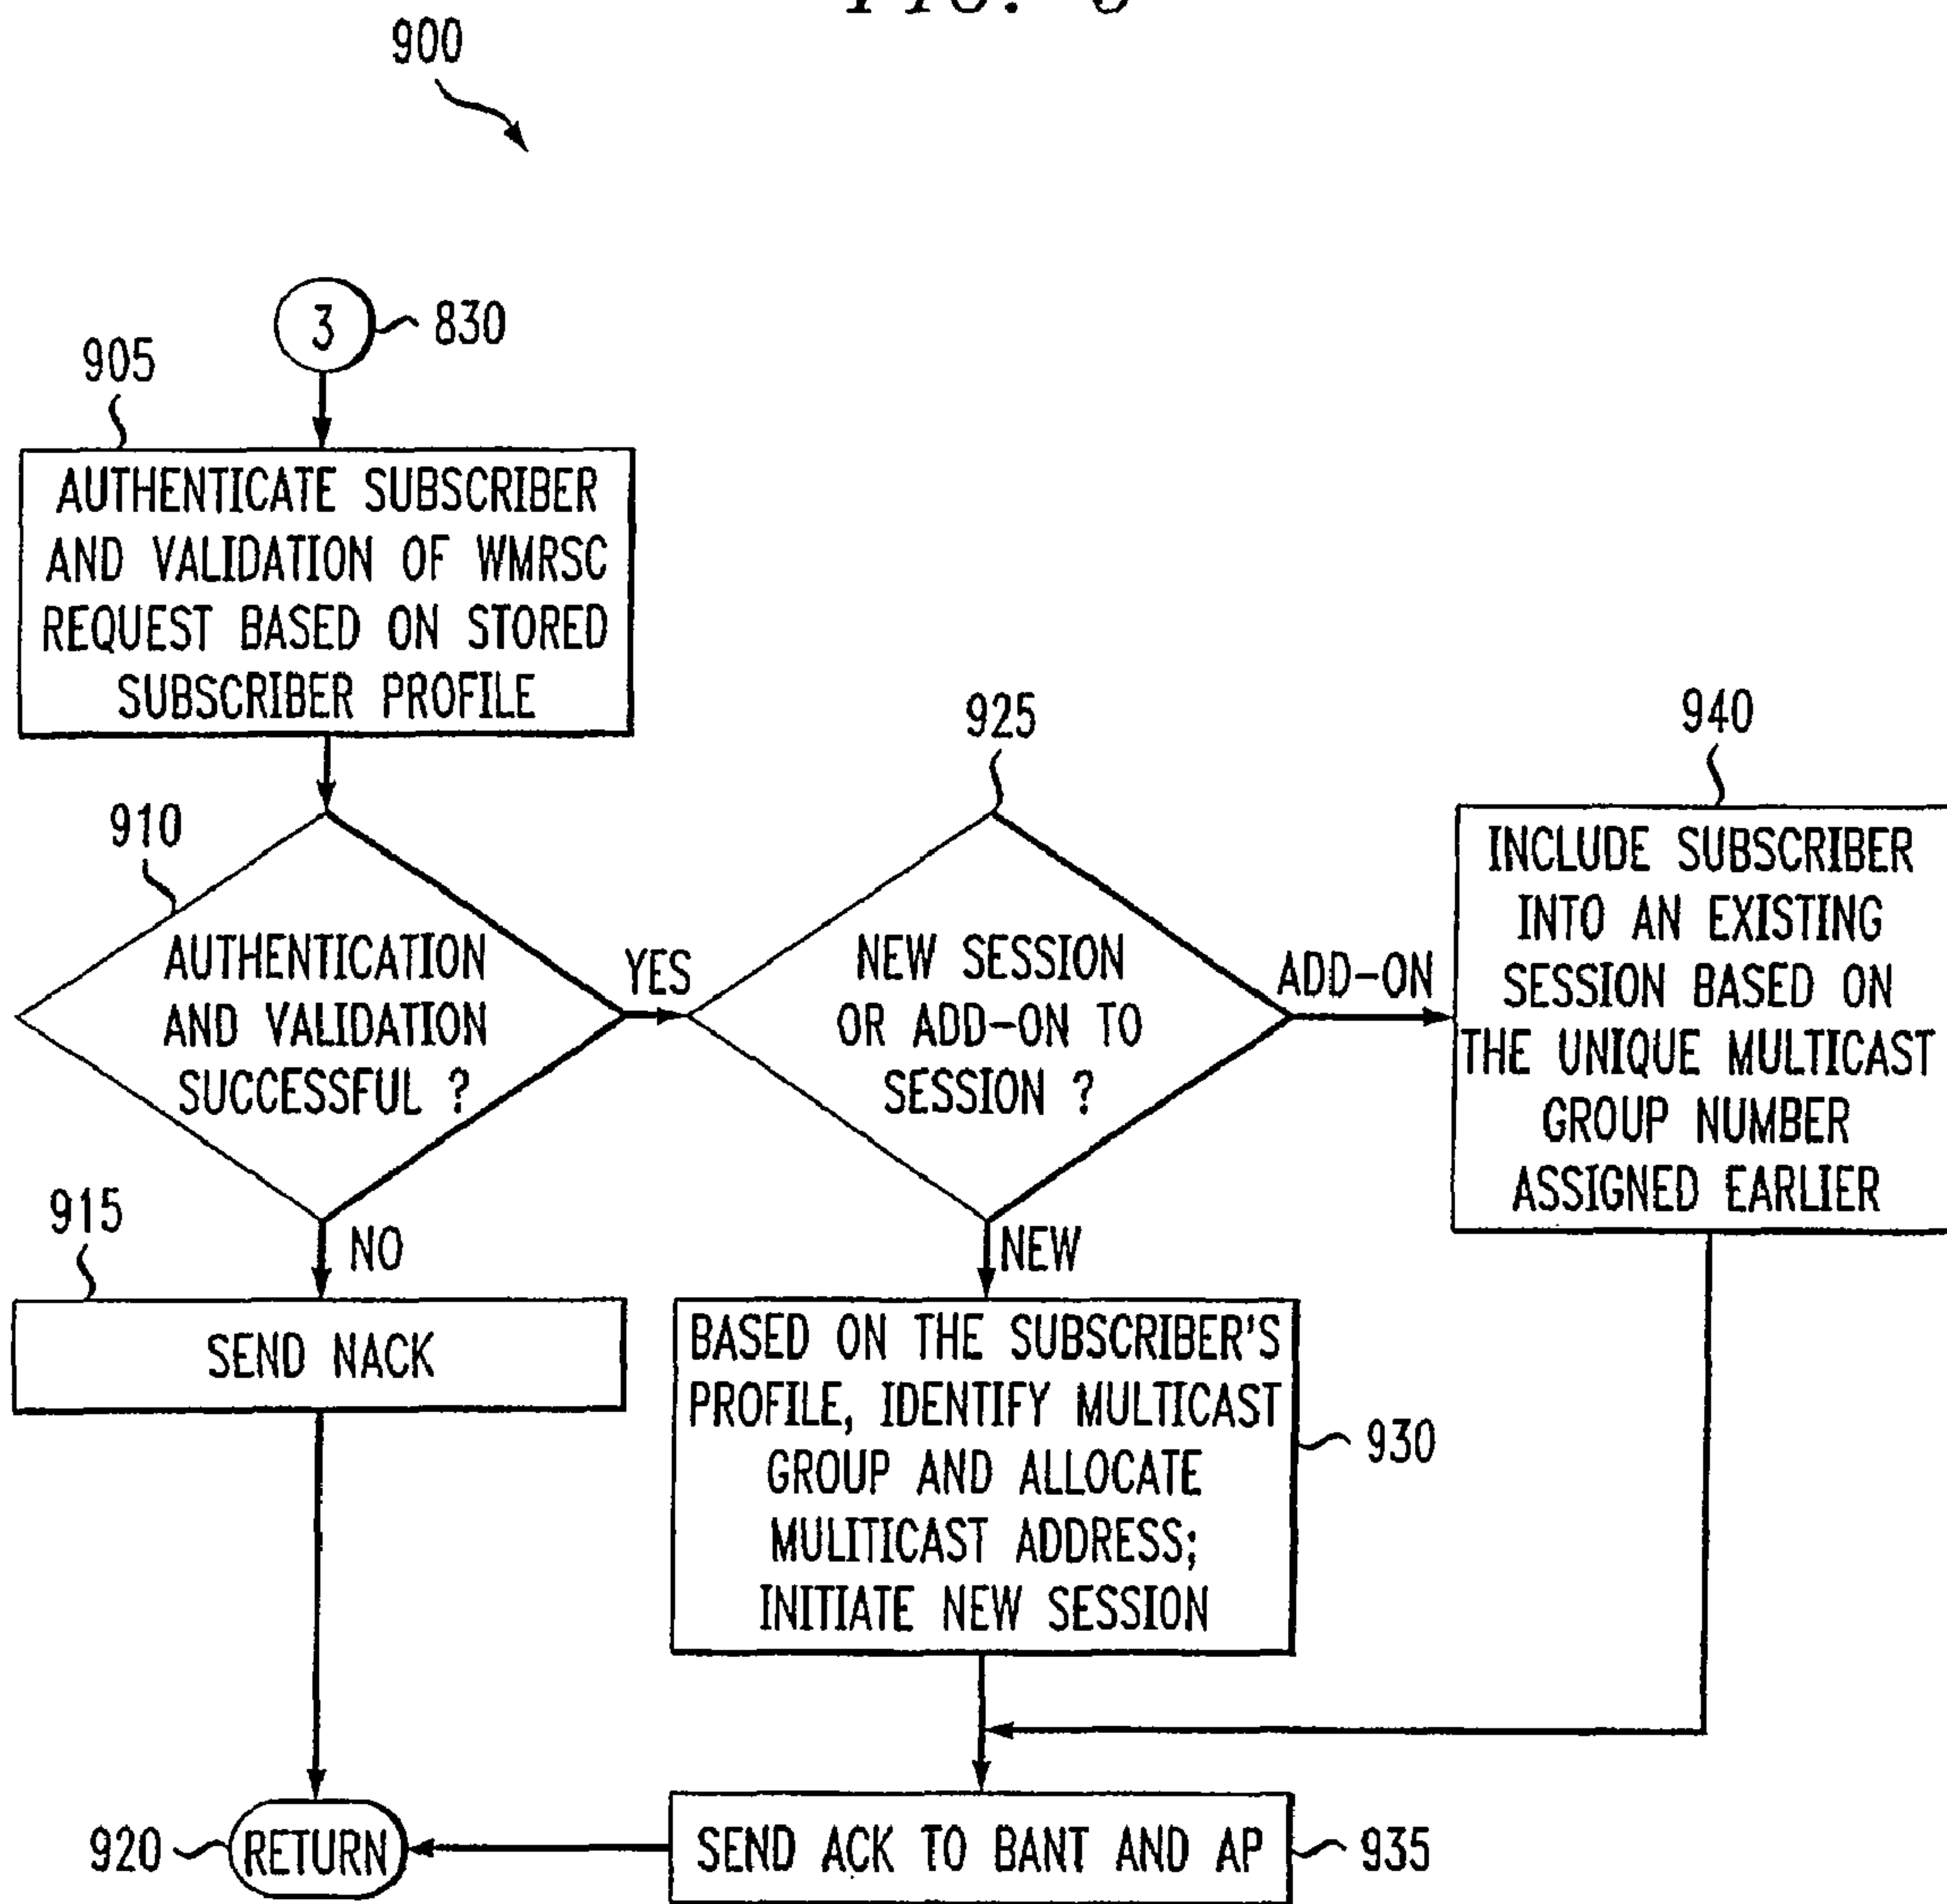 900
3
830
905
AUTHENTICATE SUBSCRIBER
AND VALIDATION OF WMRSC
REQUEST BASED ON STORED
SUBSCRIBER PROFILE
910
AUTHENTICATION
AND VALIDATION
SUCCESSFUL ?
YES
925
NEW SESSION
OR ADD-ON TO
SESSION ?
ADD-ON
940
INCLUDE SUBSCRIBER
INTO AN EXISTING
SESSION BASED ON
THE UNIQUE MULTICAST
GROUP NUMBER
ASSIGNED EARLIER
915
NO
SEND NACK
NEW
BASED ON THE SUBSCRIBER'S
PROFILE, IDENTIFY MULTICAST
GROUP AND ALLOCATE
MULITICAST ADDRESS;
INITIATE NEW SESSION
930
920
RETURN
SEND ACK TO BANT AND AP
935